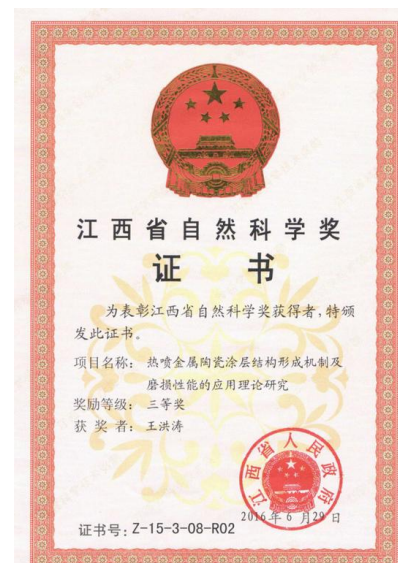 江西省自然科学奖
证书
为表彰江西省自然科学奖获得者，特颁
发此证书。
项目名称： 热喷金属陶瓷涂层结构形成机制及
磨损性能的应用理论研究
奖励等级： 三等奖
获 奖 者： 王洪涛
江西省人民政府
2016年 6 月29 日
证书号：Z-15-3-08-R02